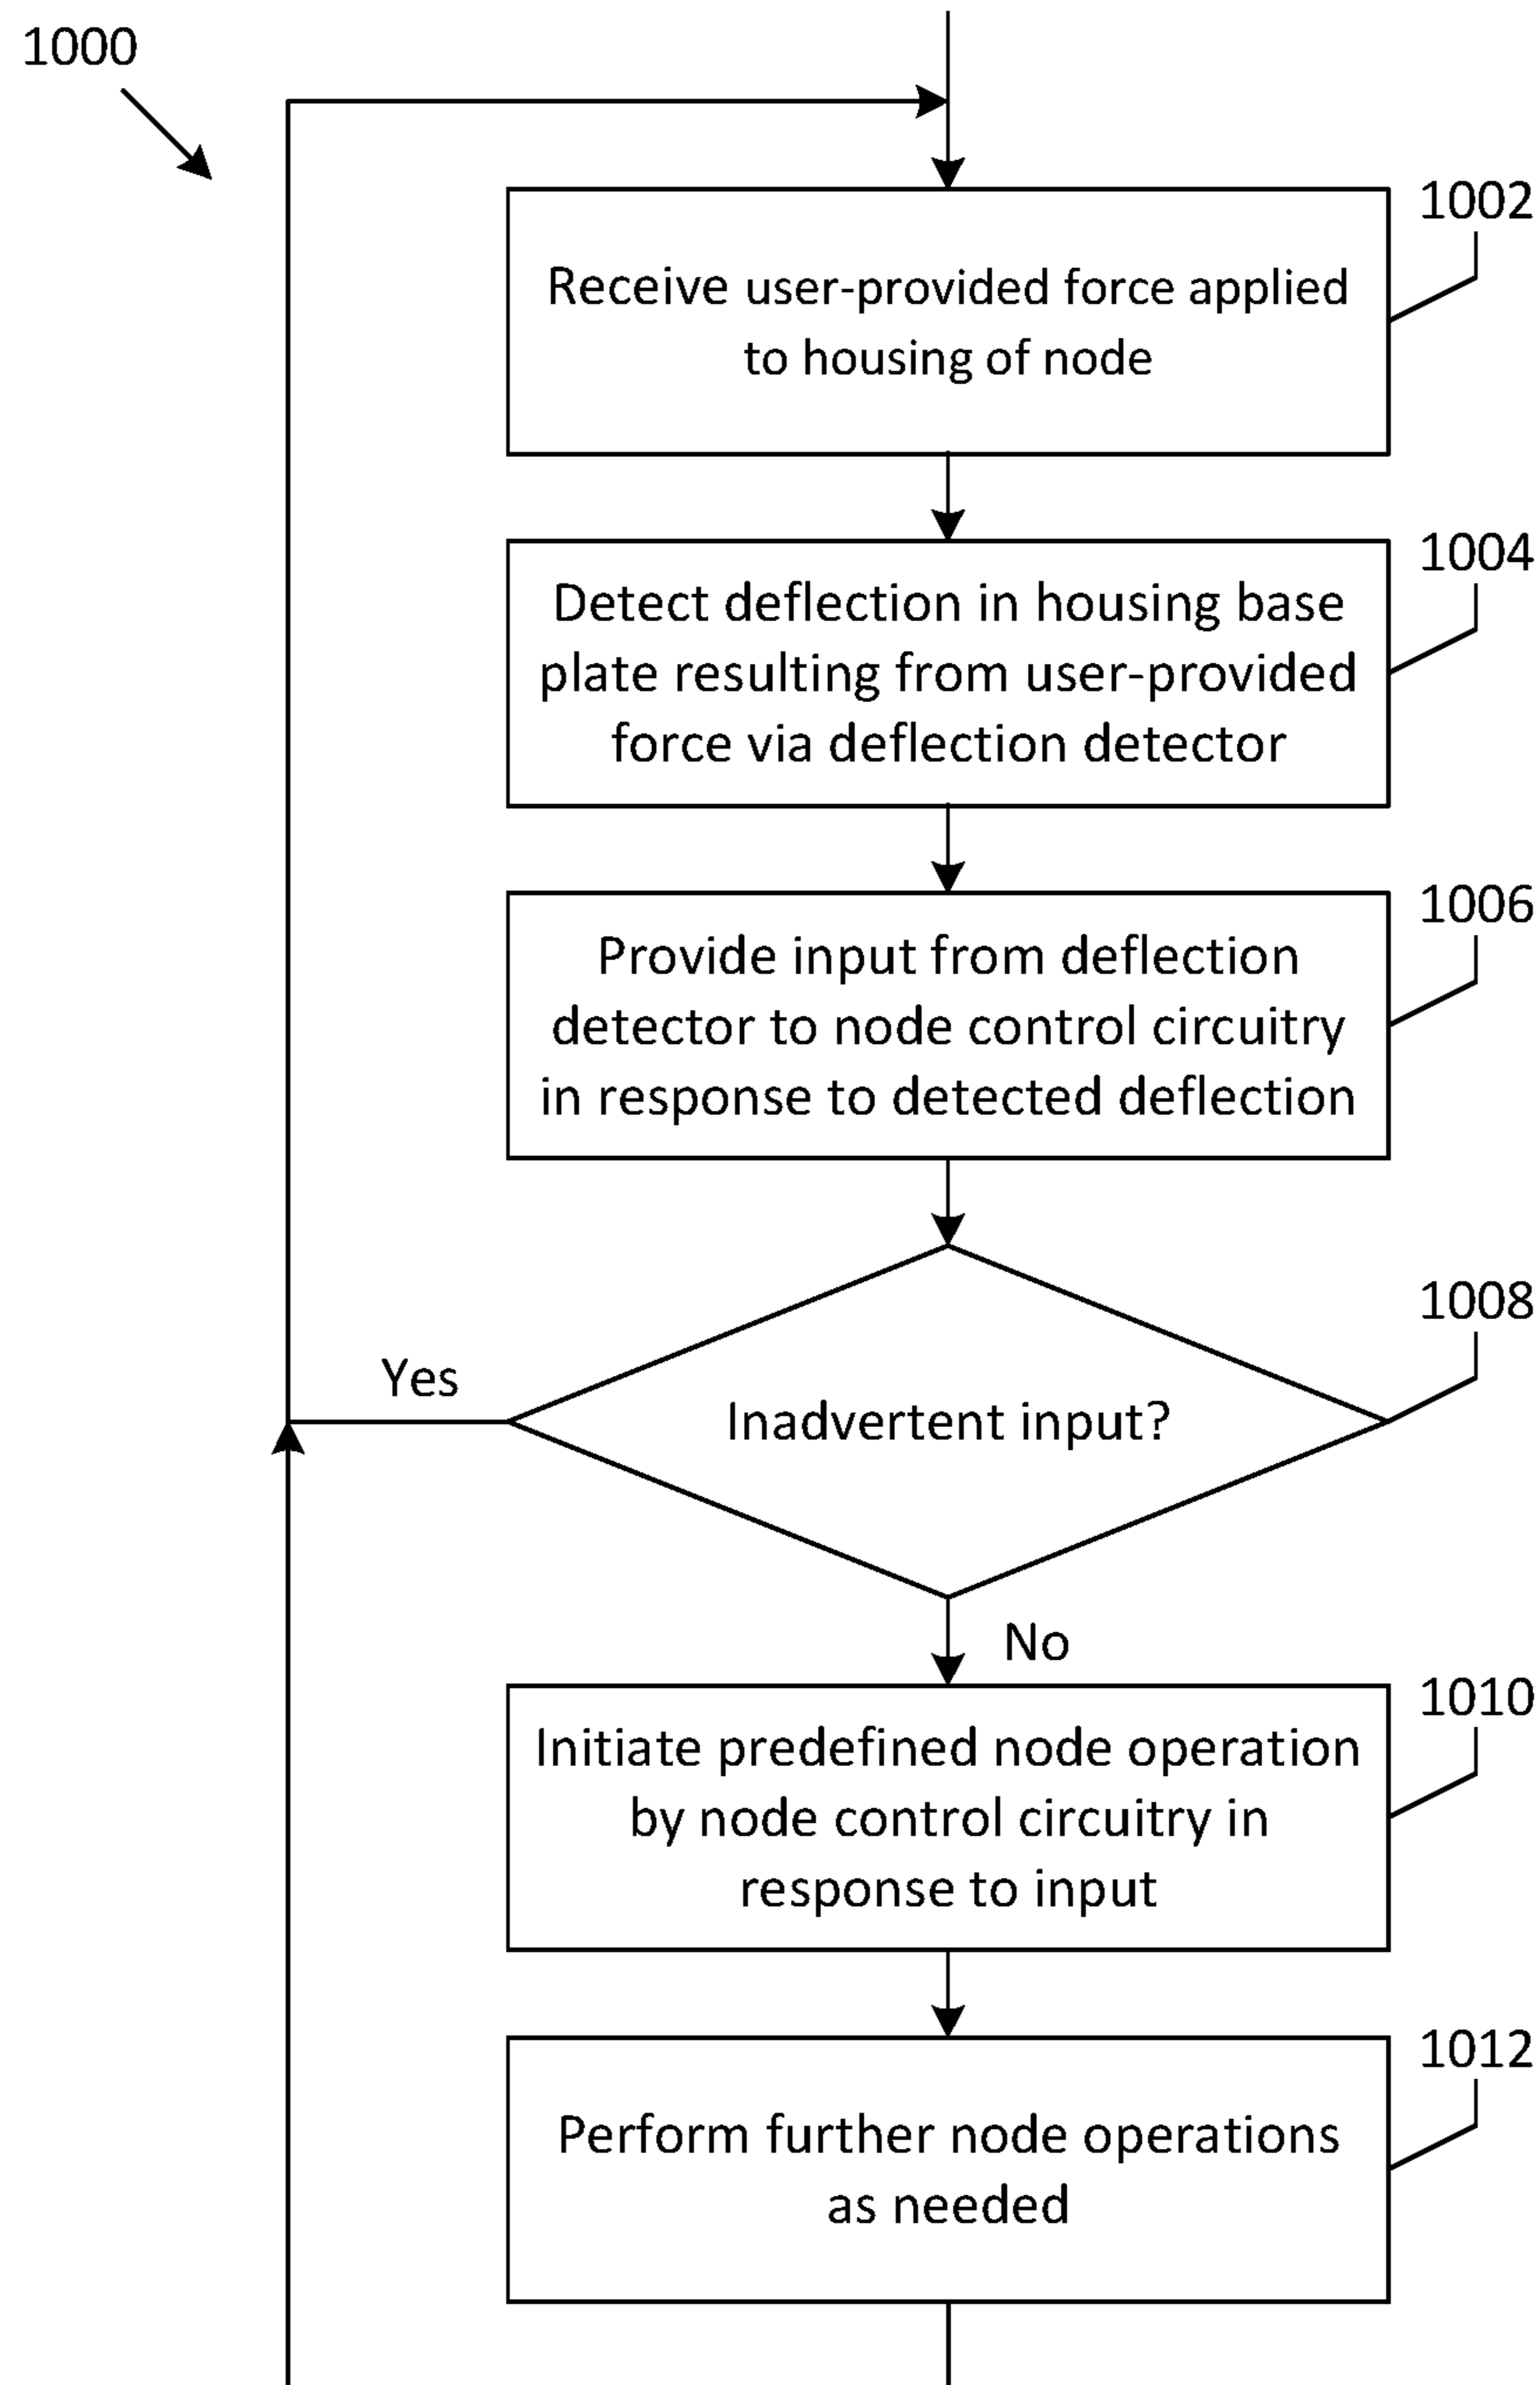 1000
1002
Receive user-provided force applied
to housing of node
1004
Detect deflection in housing base
plate resulting from user-provided
force via deflection detector
1006
Provide input from deflection
detector to node control circuitry
in response to detected deflection
1008
Yes
Inadvertent input?
No
1010
Initiate predefined node operation
by node control circuitry in
response to input
1012
Perform further node operations
as needed